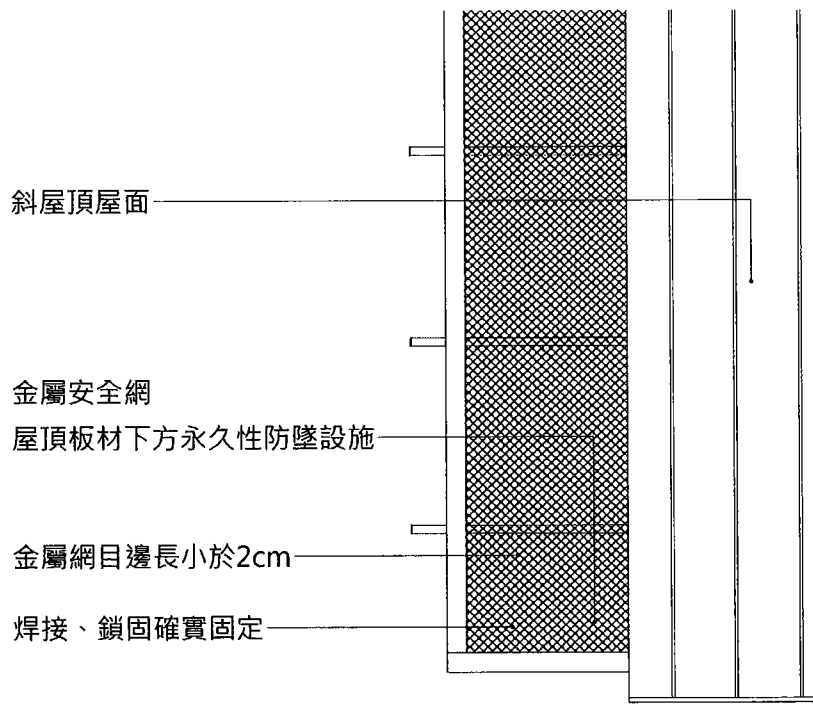 斜屋頂屋面
金屬安全網
屋頂板材下方永久性防墜設施
金屬網目邊長小於2cm
焊接、鎖固確實固定